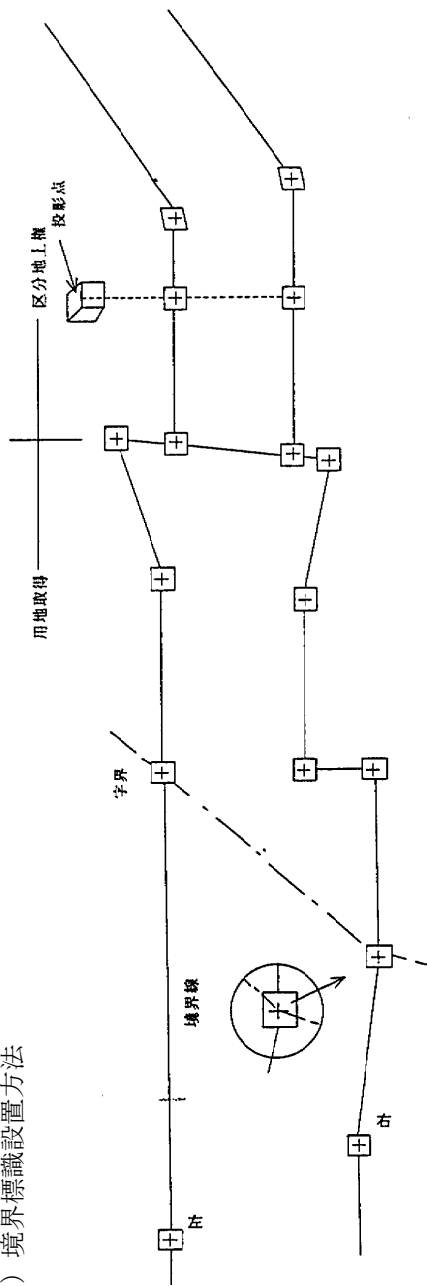 ) 境界標識設置方法
用地取得
区分地上権
投影点
字界
境界線
左
右